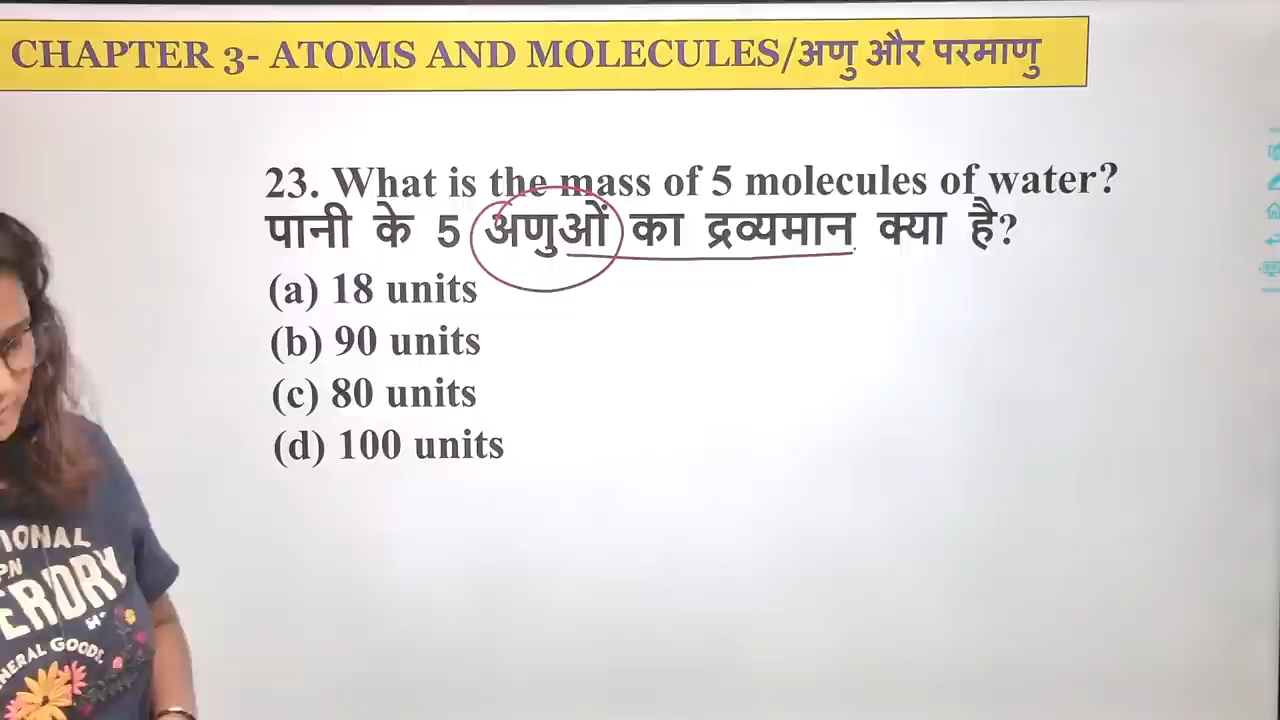 CHAPTER 3- ATOMS AND MOLECULES/अणु और परमाणु
23. What is the mass of 5 molecules of water?
पानी के 5 अणुओं का द्रव्यमान क्या है?
(a) 18 units
(b) 90 units
(c) 80 units
(d) 100 units